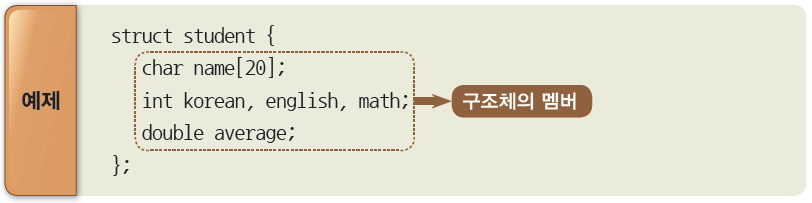 예제
struct student {
char name[20];
int korean, english, math;
double average;
};
구조체의 멤버